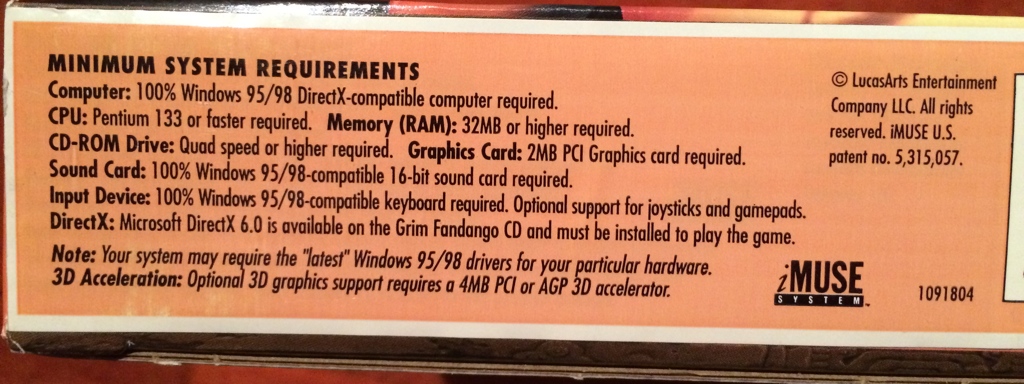 MINIMUM SYSTEM REQUIREMENTS
Computer: 100% Windows 95/98 DirectX-compatible computer required.
CPU: Pentium 133 or faster required. Memory (RAM): 32MB or higher required.
CD-ROM Drive: Quad speed or higher required. Graphics Card: 2MB PCI Graphics card required.
Sound Card: 100% Windows 95/98-compatible 16-bit sound card required.
Input Device: 100% Windows 95/98-compatible keyboard required. Optional support for joysticks and gamepads.
DirectX: Microsoft DirectX 6.0 is available on the Grim Fandango CD and must be installed to play the game.
Note: Your system may require the "latest" Windows 95/98 drivers for your particular hardware.
3D Acceleration: Optional 3D graphics support requires a 4MB PCI or AGP 3D accelerator.
© LucasArts Entertainment
Company LLC. All rights
reserved. iMUSE U.S.
patent no. 5,315,057.
iMUSE
SYSTEM™
1091804